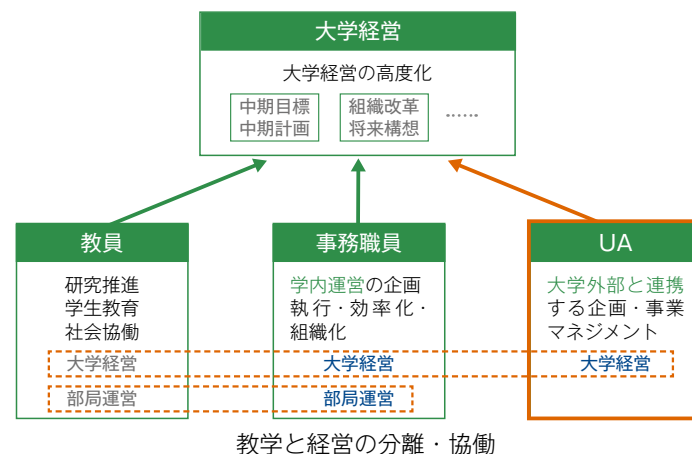 大学経営
大学経営の高度化
中期目標
中期計画
組織改革
将来構想
……
教員
研究推進
学生教育
社会協働
大学経営
部局運営
事務職員
学内運営の企画
執行・効率化・
組織化
大学経営
部局運営
UA
大学外部と連携
する企画・事業
マネジメント
大学経営
教学と経営の分離・協働